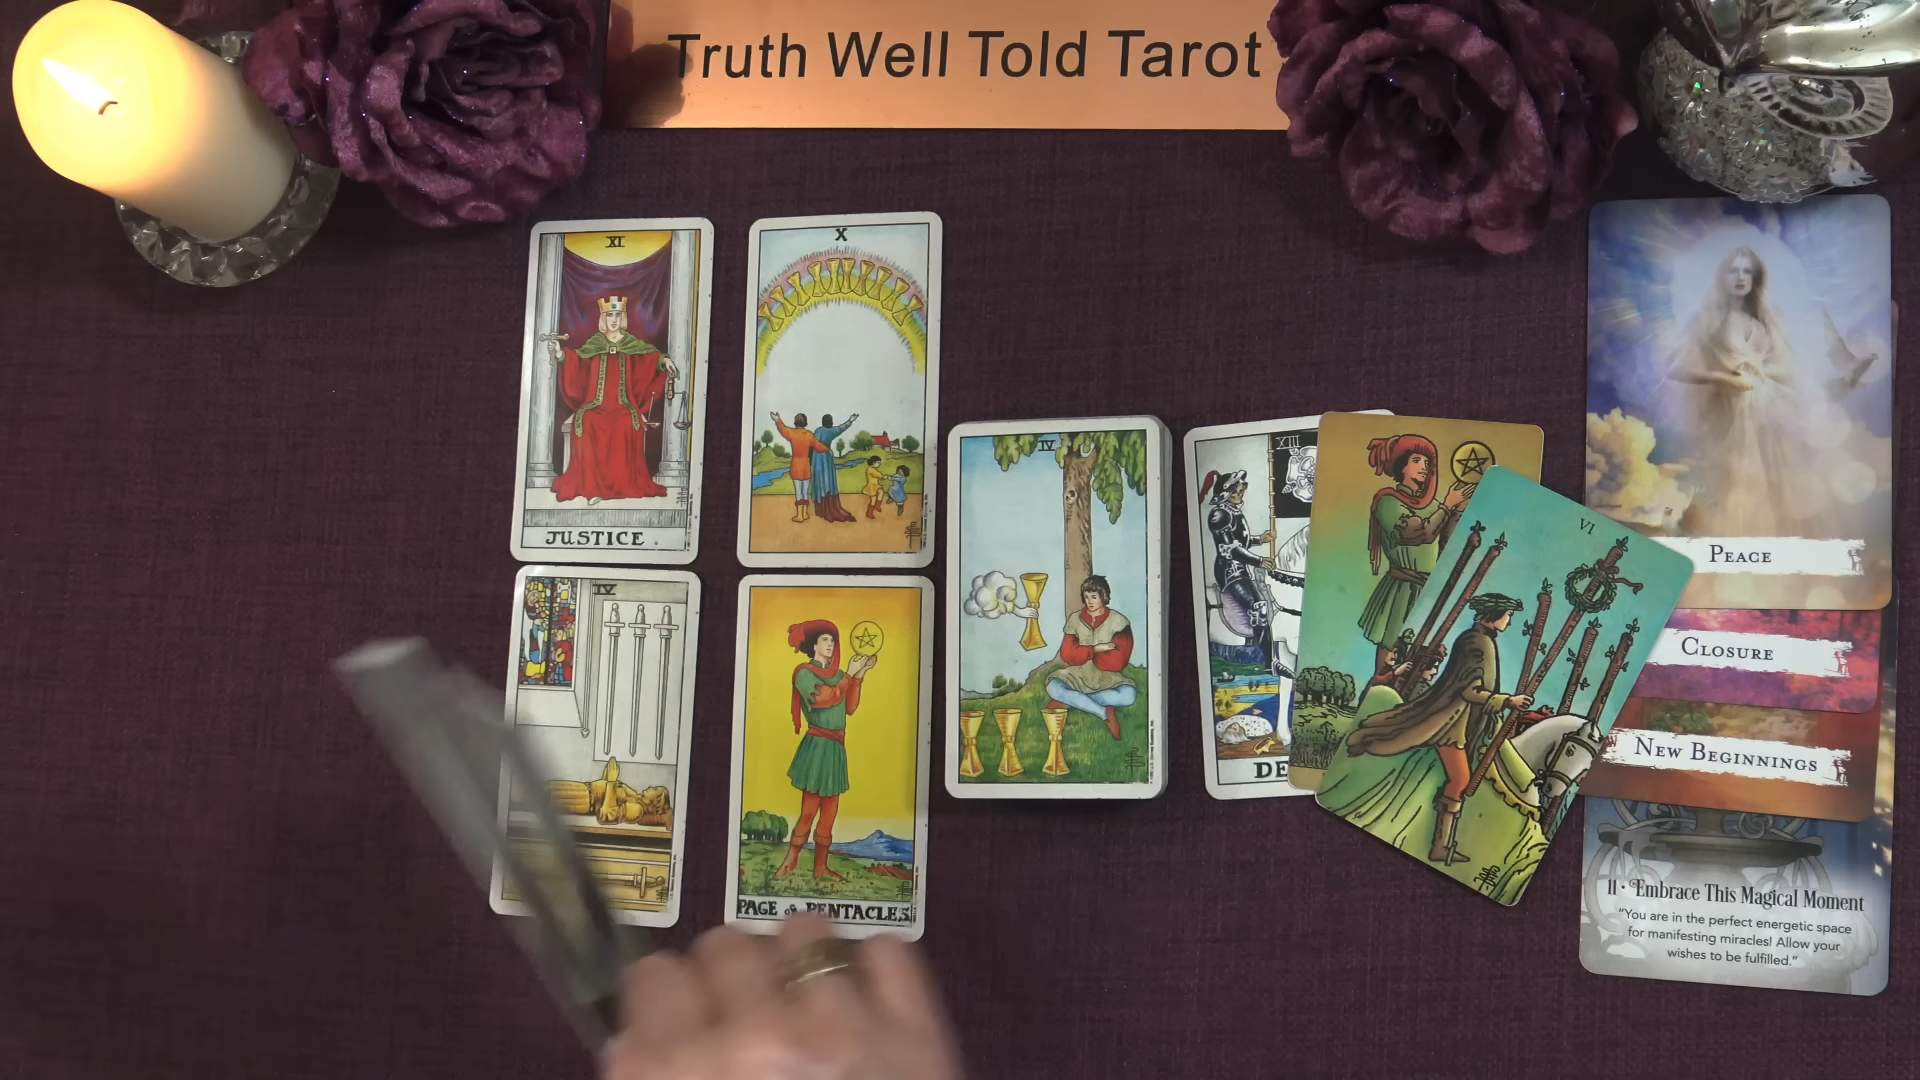 Truth Well Told Tarot
XI
JUSTICE.
X
IV
PAGE OF PENTACLES.
IV
XIII
DE
VI
PEACE
CLOSURE
NEW BEGINNINGS
11 • Embrace This Magical Moment
"You are in the perfect energetic space
for manifesting miracles! Allow your
wishes to be fulfilled."